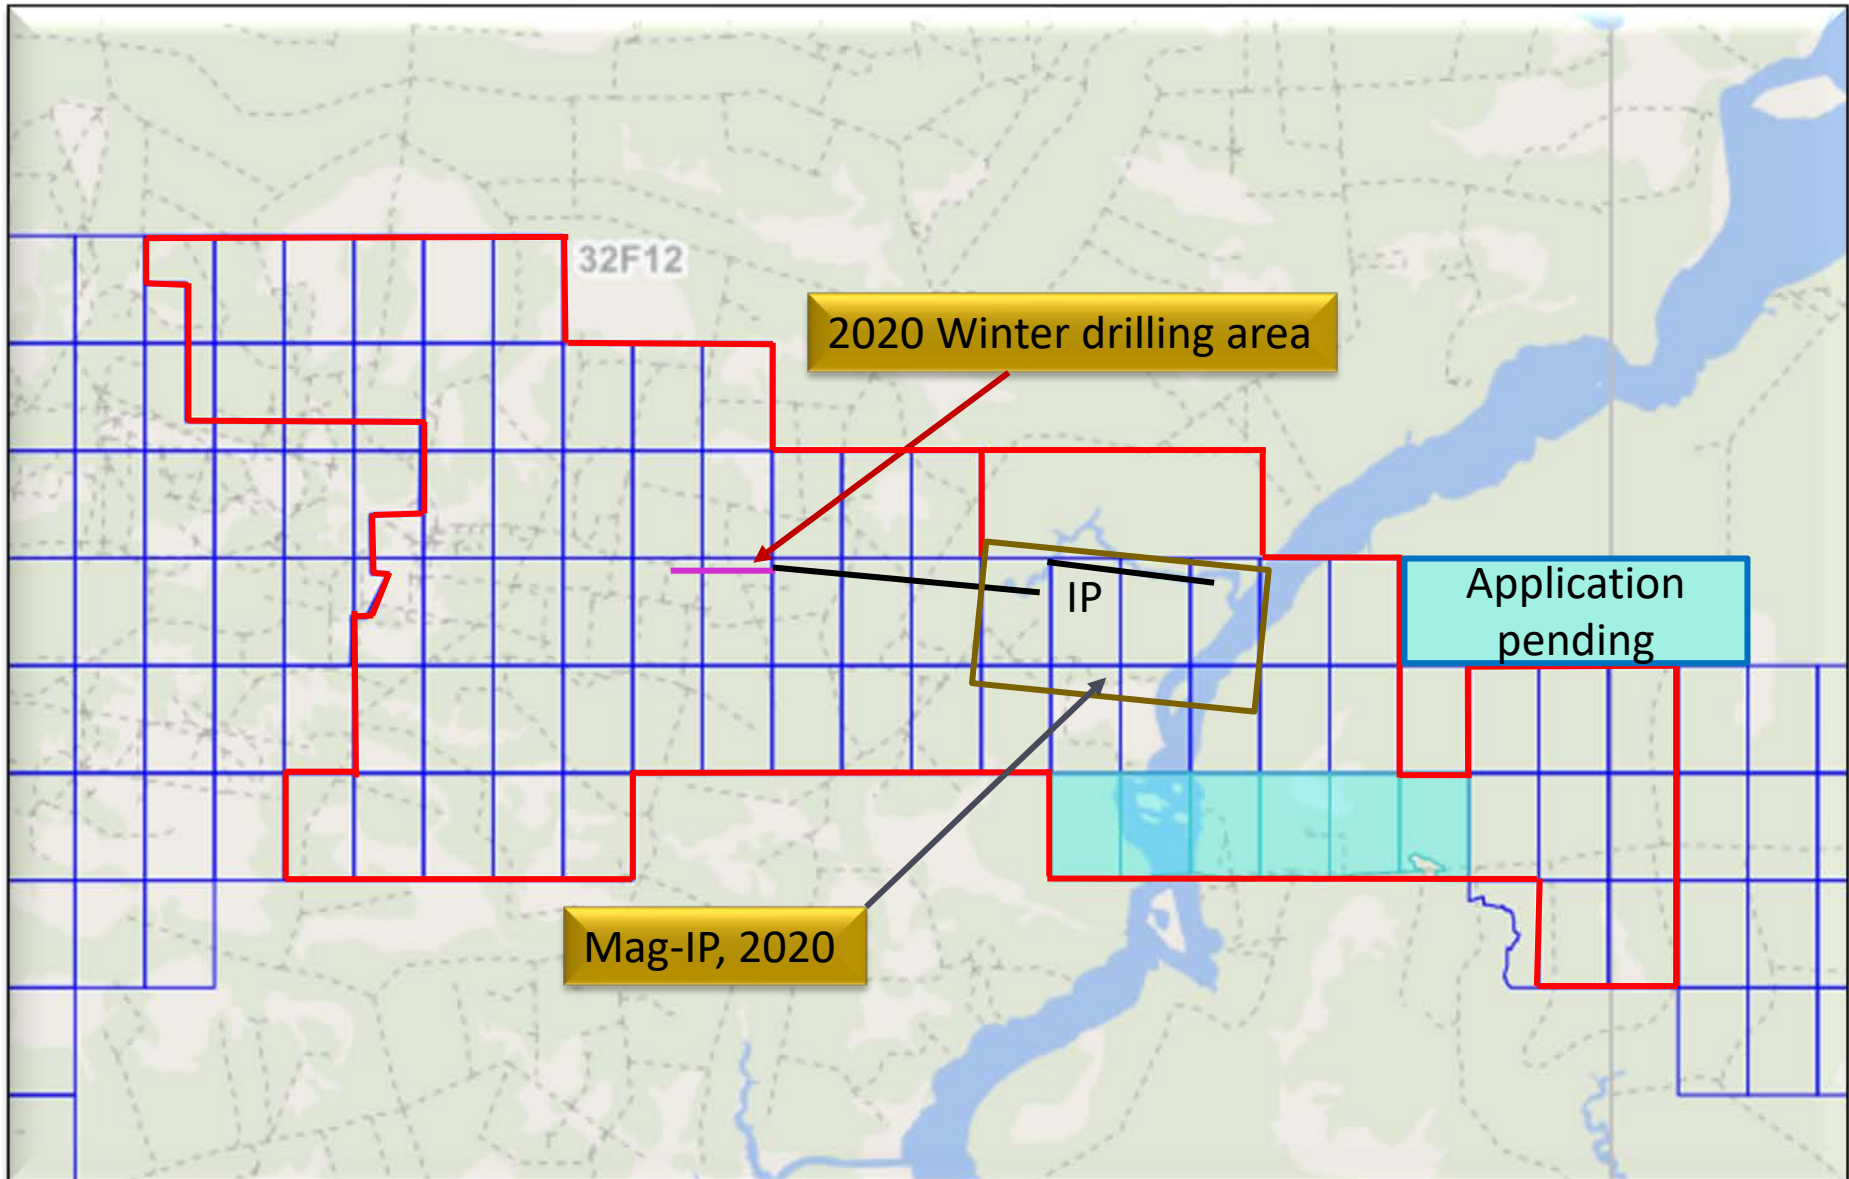 32F12
2020 Winter drilling area
Application
pending
IP
Mag-IP, 2020